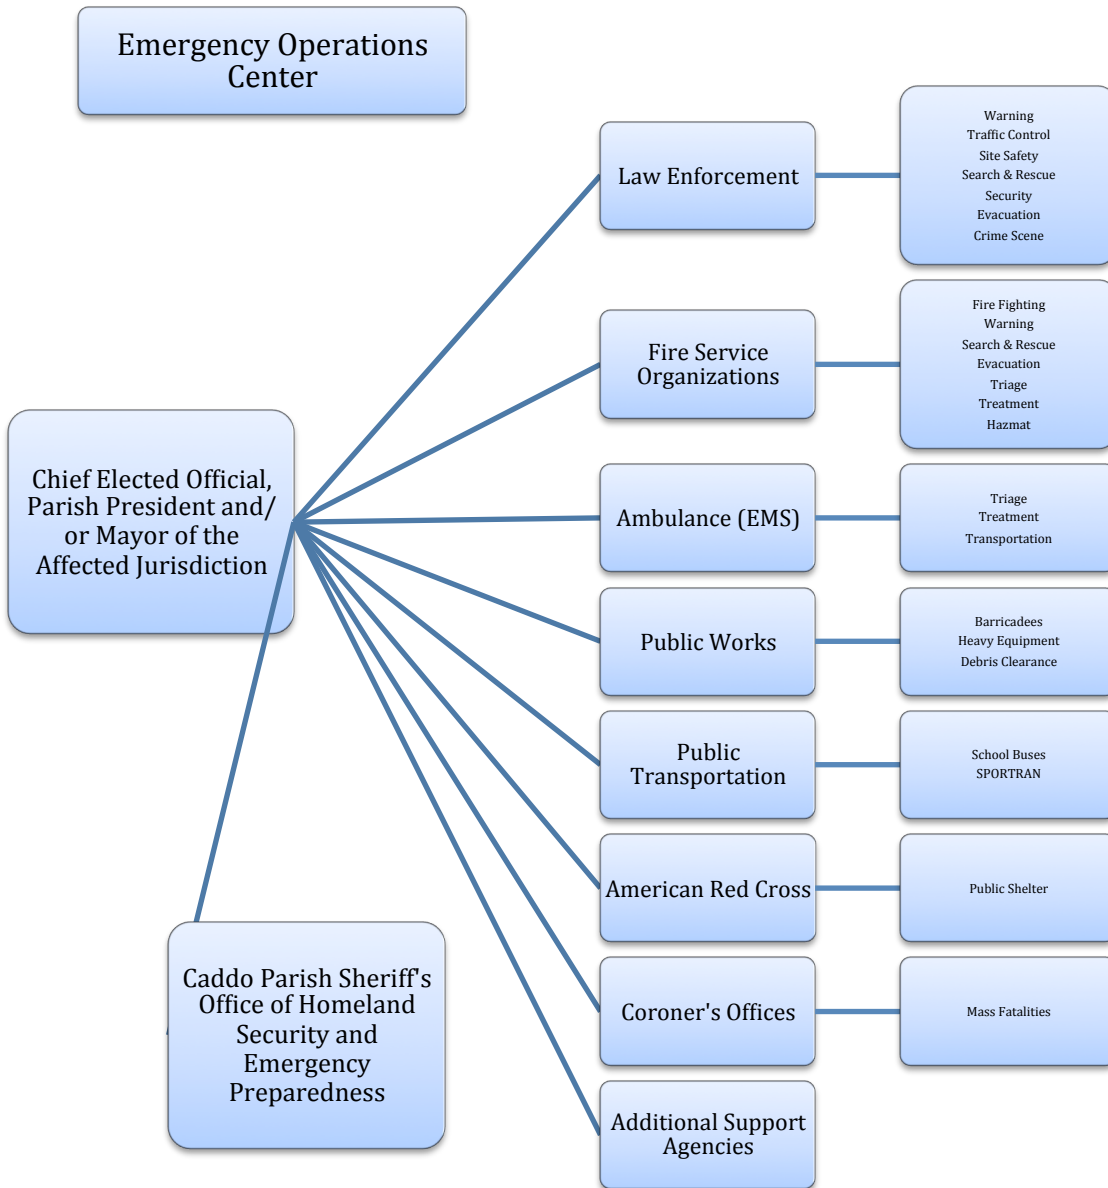 Emergency Operations
Center
Law Enforcement
Warning
Traffic Control
Site Safety
Search & Rescue
Security
Evacuation
Crime Scene
Fire Service
Organizations
Fire Fighting
Warning
Search & Rescue
Evacuation
Triage
Treatment
Hazmat
Chief Elected Official,
Parish President and/
or Mayor of the
Affected Jurisdiction
Ambulance (EMS)
Triage
Treatment
Transportation
Public Works
Barricadees
Heavy Equipment
Debris Clearance
Public
Transportation
School Buses
SPORTRAN
American Red Cross
Public Shelter
Caddo Parish Sheriff's
Office of Homeland
Security and
Emergency
Preparedness
Coroner's Offices
Mass Fatalities
Additional Support
Agencies